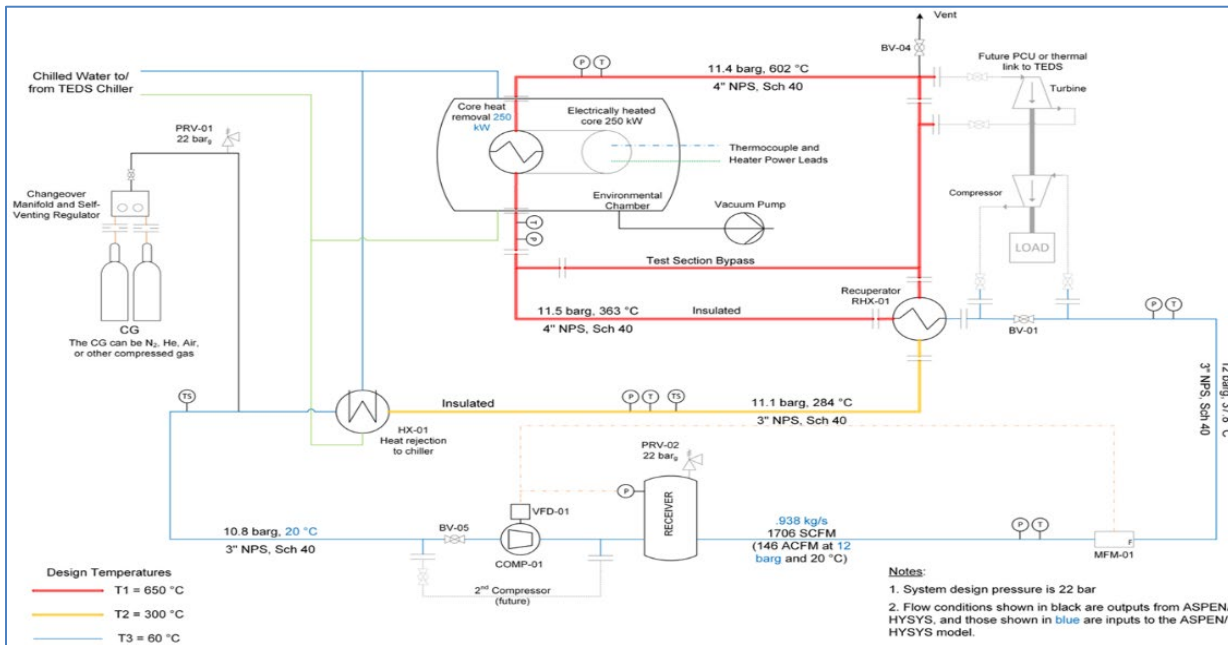 Vent
BV-04
Future PCU or thermal
link to TEDS
Turbine
Chilled Water to/
from TEDS Chiller
P
T
11.4 barg, 602 °C
4" NPS, Sch 40
Core heat
removal 250
kW
Electrically heated
core 250 kW
PRV-01
22 barg
Thermocouple and
Heater Power Leads
Changeover
Manifold and Self-
Venting Regulator
Environmental
Chamber
Vacuum Pump
Compressor
LOAD
T
P
Test Section Bypass
Recuperator
RHX-01
CG
The CG can be N2, He, Air,
or other compressed gas
11.5 barg, 363 °C
Insulated
4" NPS, Sch 40
BV-01
P
T
12 barg, 37.8 °C
3" NPS, Sch 40
TS
Insulated
P
T
TS
11.1 barg, 284 °C
3" NPS, Sch 40
HX-01
Heat rejection
to chiller
PRV-02
22 barg
P
VFD-01
RECEIVER
10.8 barg, 20 °C
3" NPS, Sch 40
BV-05
COMP-01
2nd Compressor
(future)
.938 kg/s
1706 SCFM
(146 ACFM at 12
barg and 20 °C)
P
T
F
MFM-01
Design Temperatures
T1 = 650 °C
T2 = 300 °C
T3 = 60 °C
Notes:
1. System design pressure is 22 bar
2. Flow conditions shown in black are outputs from ASPEN/
HYSYS, and those shown in blue are inputs to the ASPEN/
HYSYS model.